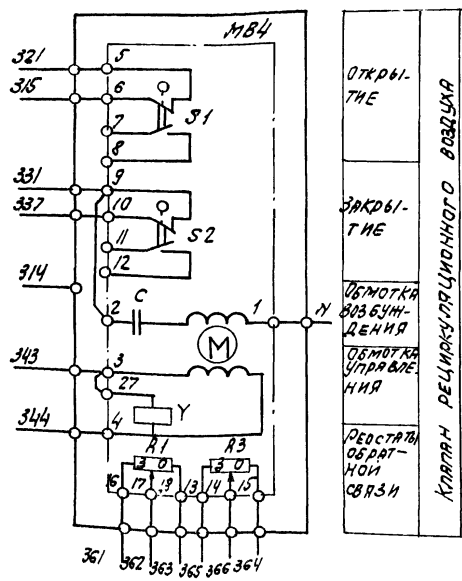 МВ4
321
5
315
6
7
S1
8
331
9
337
10
11
S2
12
314
2
C
1
N
M
343
3
27
Y
344
4
R1
R3
3 0
3 0
16
17
19
13
14
15
361
362
363
365
366
364
ОТКРЫ-
ТИЕ
ЗАКРЫ-
ТИЕ
ОБМОТКА
ВОЗБУЖ-
ДЕНИЯ
ОБМОТКА
УПРАВЛЕ-
НИЯ
РЕОСТАТЫ
ОБРАТ-
НОЙ
СВЯЗИ
КЛАПАН РЕЦИРКУЛЯЦИОННОГО ВОЗДУХА